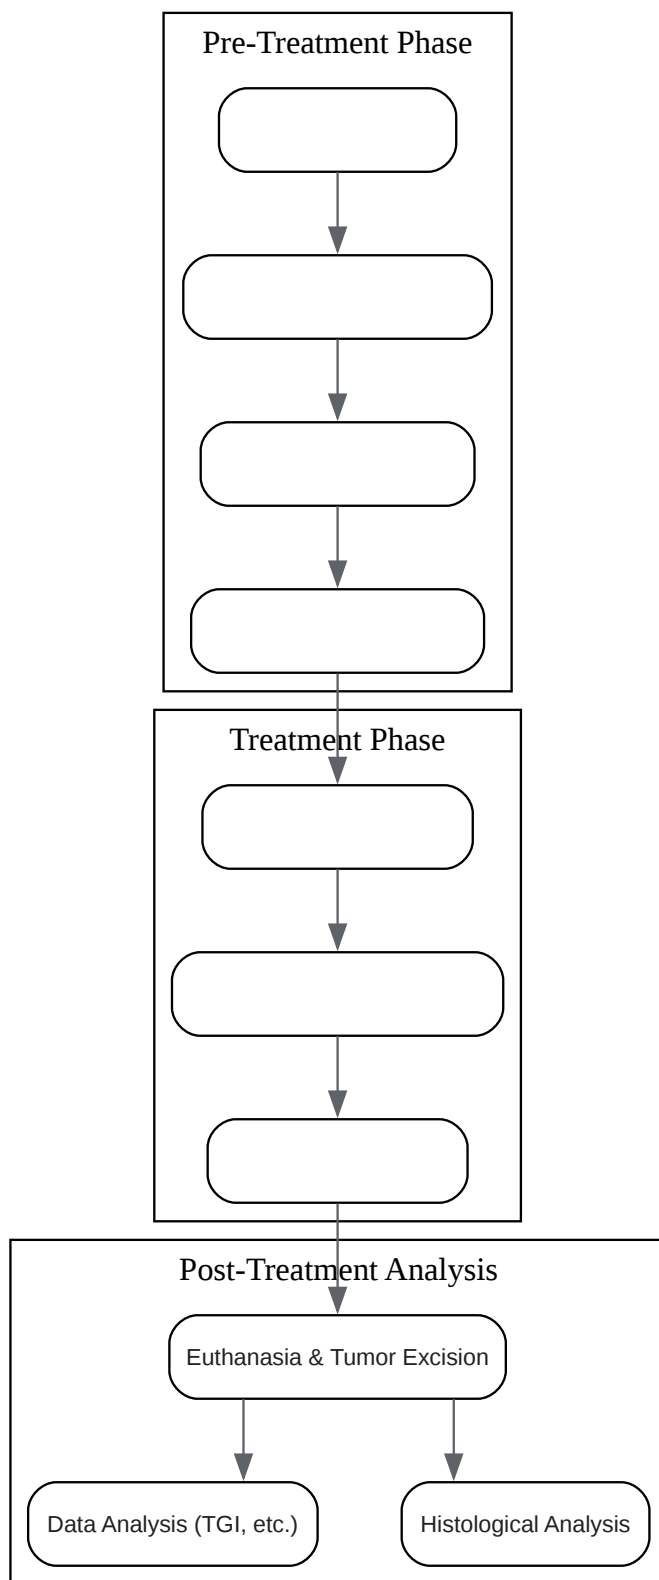 Pre-Treatment Phase
Treatment Phase
Post-Treatment Analysis
Euthanasia & Tumor Excision
Data Analysis (TGI, etc.)
Histological Analysis